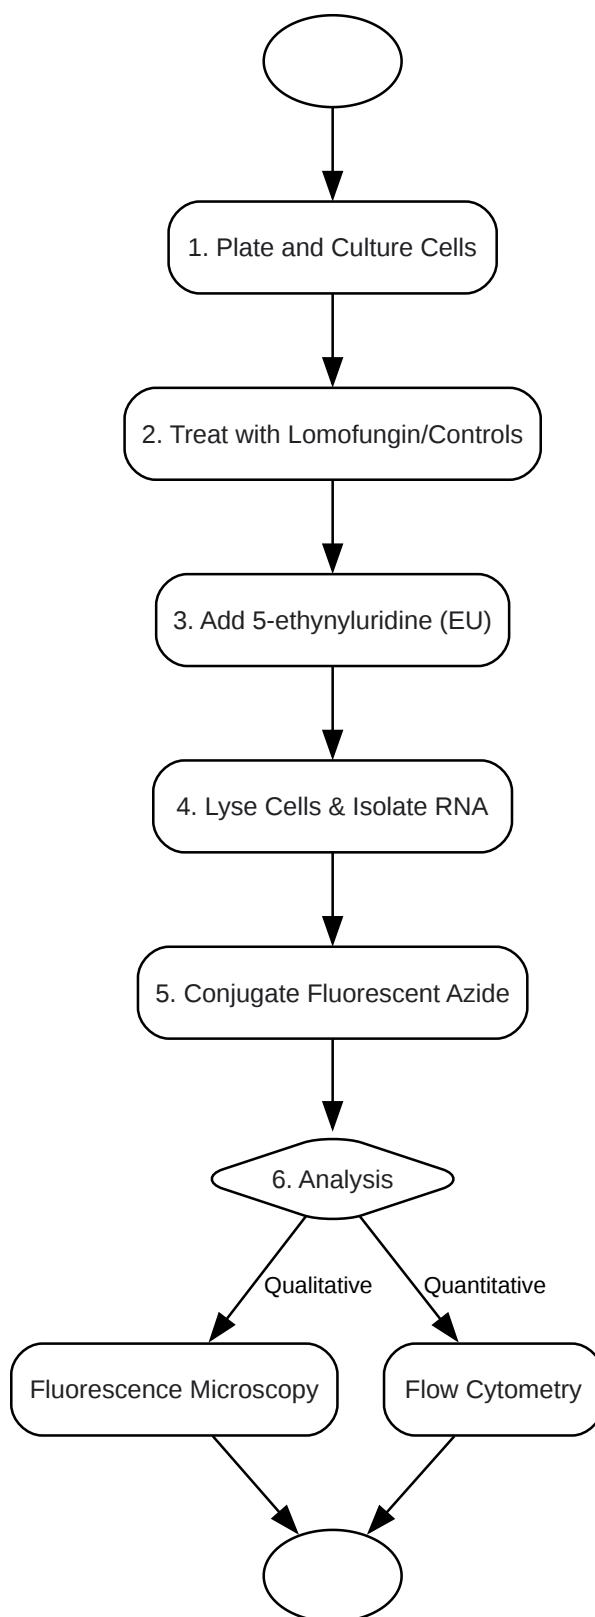 1. Plate and Culture Cells
2. Treat with Lomofungin/Controls
3. Add 5-ethynyluridine (EU)
4. Lyse Cells & Isolate RNA
5. Conjugate Fluorescent Azide
6. Analysis
Qualitative
Quantitative
Fluorescence Microscopy
Flow Cytometry